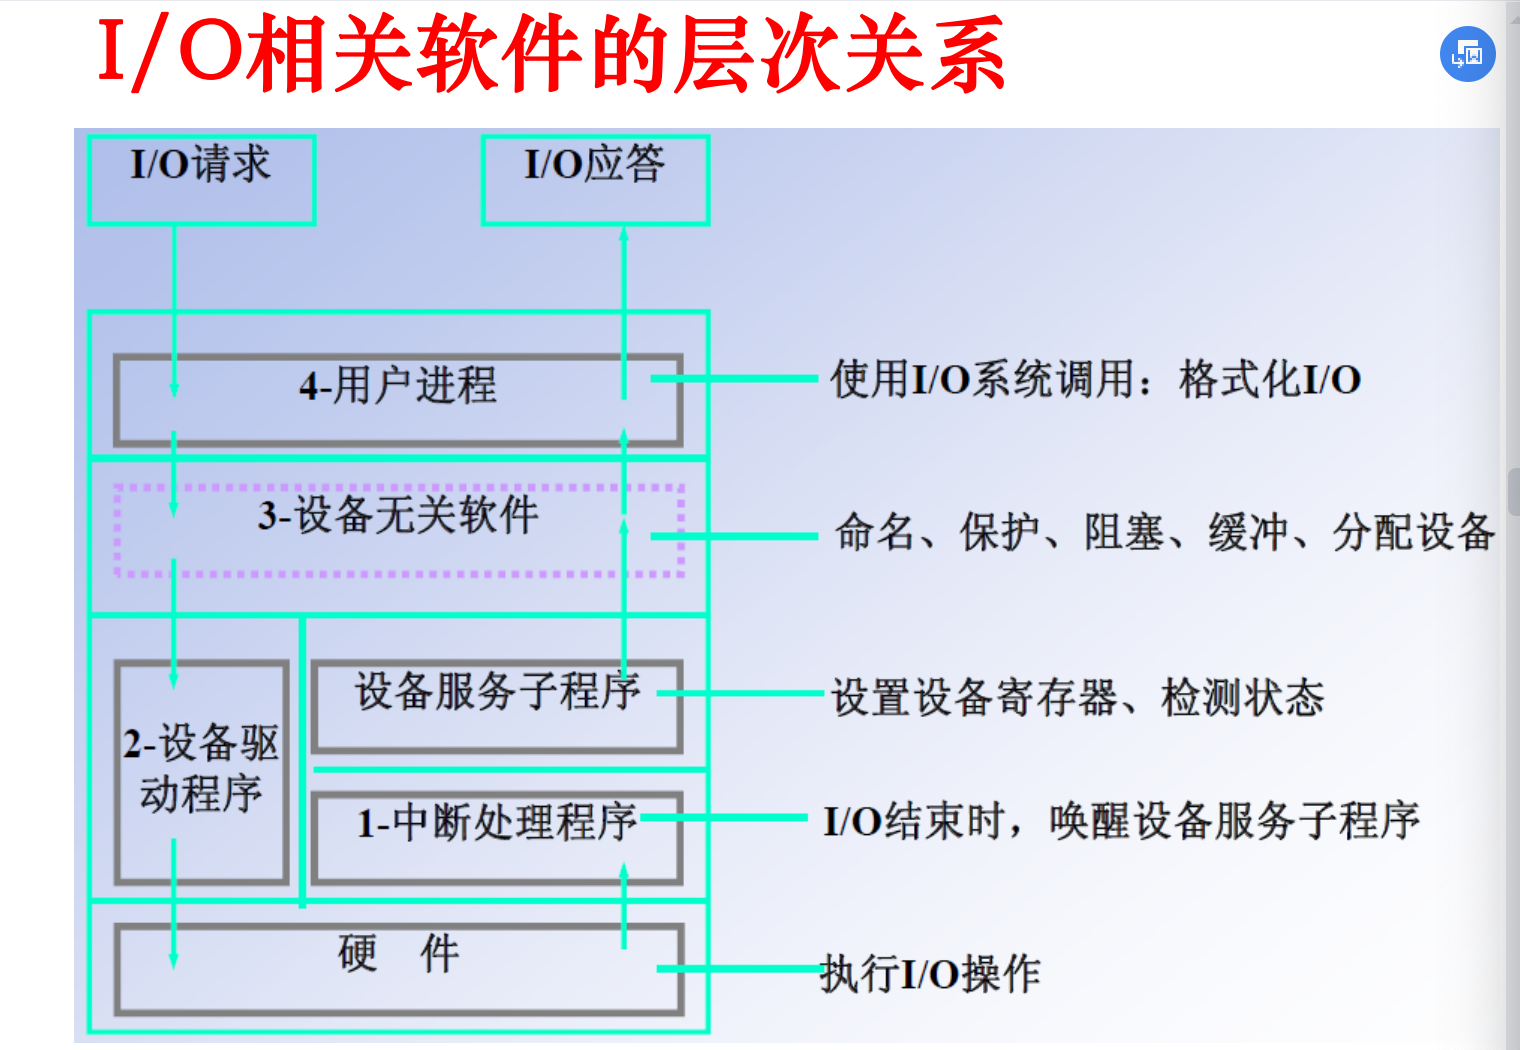 I/O相关软件的层次关系
I/O请求
I/O应答
4-用户进程
使用I/O系统调用：格式化I/O
3-设备无关软件
命名、保护、阻塞、缓冲、分配设备
设备服务子程序
设置设备寄存器、检测状态
2-设备驱
动程序
1-中断处理程序
I/O结束时，唤醒设备服务子程序
硬 件
执行I/O操作